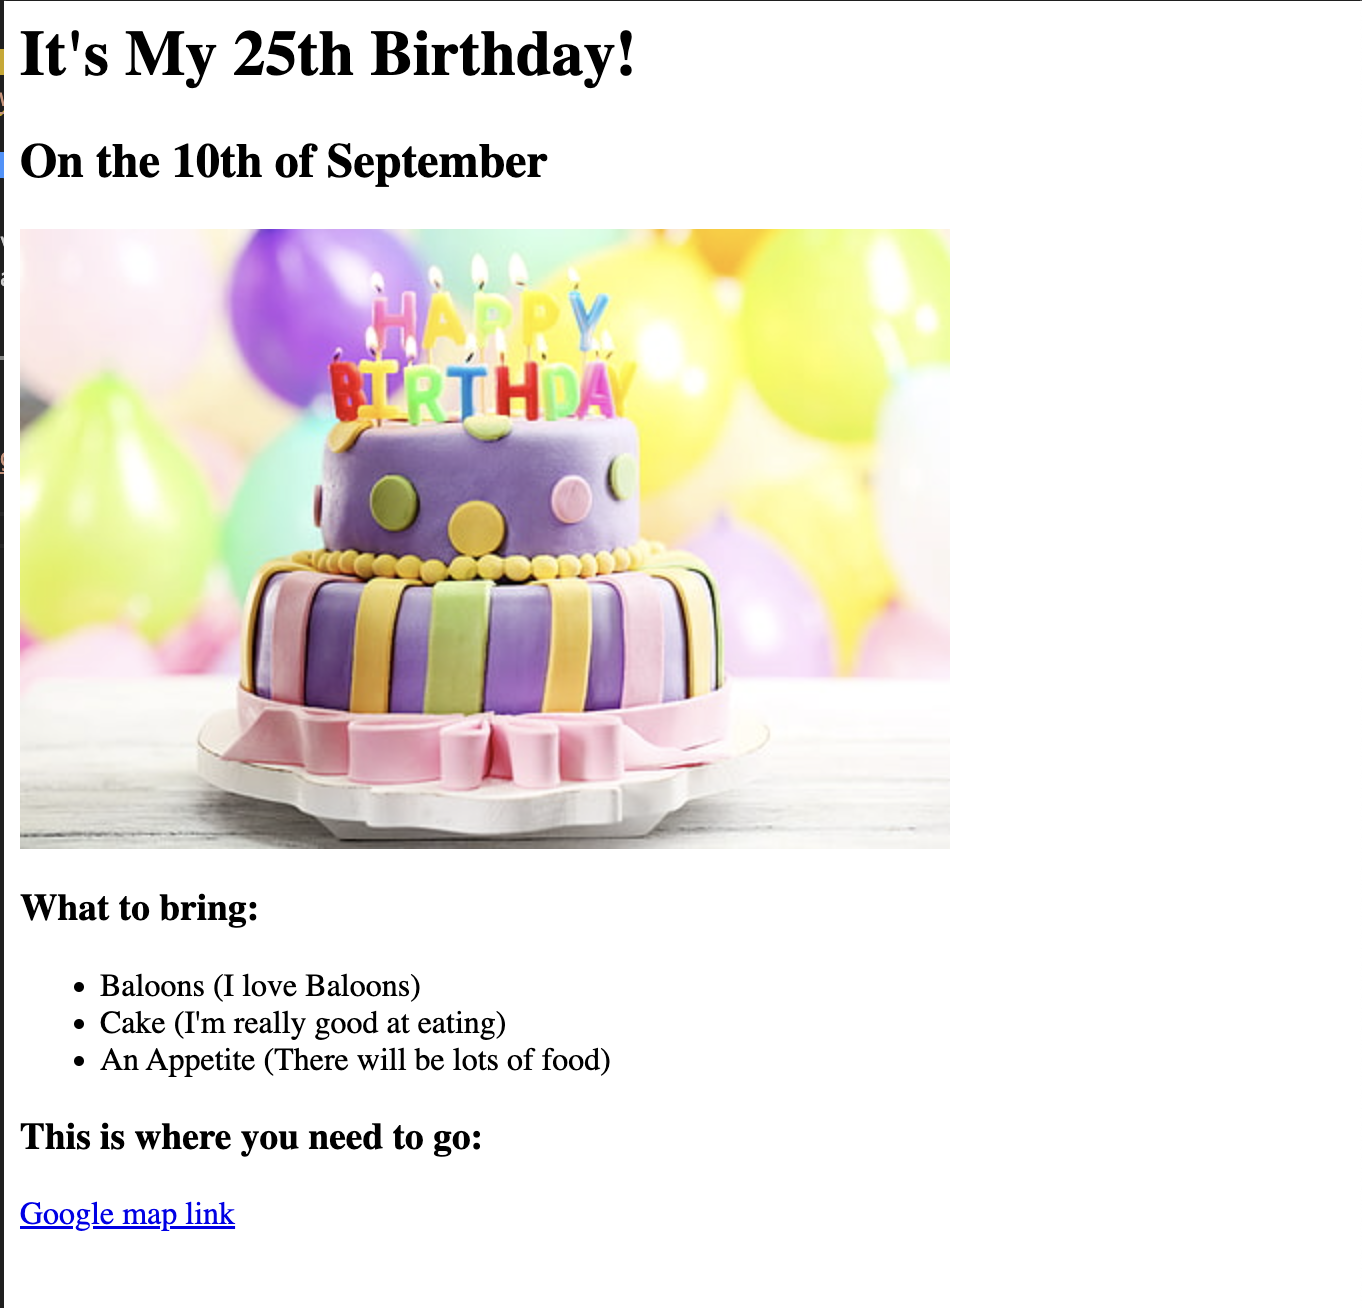 It's My 25th Birthday!
On the 10th of September
HAPPY
BIRTHDAY
What to bring:
Baloons (I love Baloons)
Cake (I'm really good at eating)
An Appetite (There will be lots of food)
This is where you need to go:
Google map link